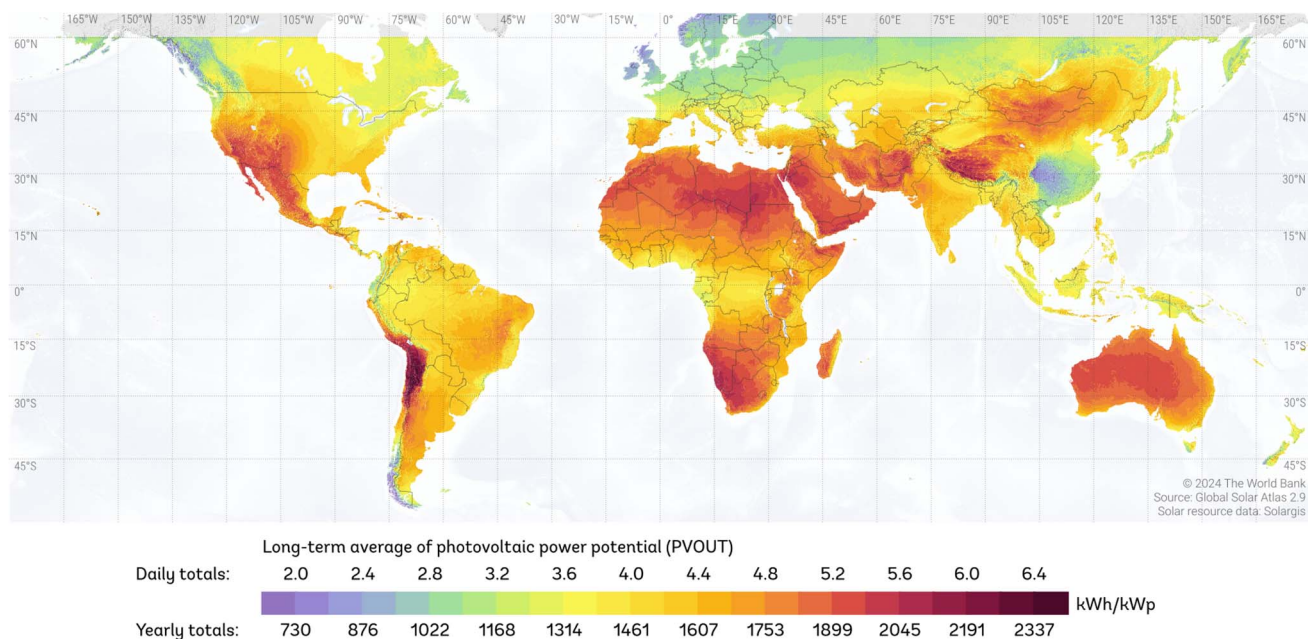 165°W 150°W 135°W 120°W 105°W 90°W 75°W 60°W 45°W 15°W 0° 15°E 30°E 45°E 60°E 75°E 90°E 105°E 120°E 135°E 150°E 165°E
60°N 60°N
45°N 45°N
30°N 30°N
15°N 15°N
0° 0°
15°S 15°S
30°S 30°S
45°S 45°S
© 2024 The World Bank
Source: Global Solar Atlas 2.9
Solar resource data: Solargis
Long-term average of photovoltaic power potential (PVOUT)
Daily totals: 2.0 2.4 2.8 3.2 3.6 4.0 4.4 4.8 5.2 5.6 6.0 6.4
kWh/kWp
Yearly totals: 730 876 1022 1168 1314 1461 1607 1753 1899 2045 2191 2337